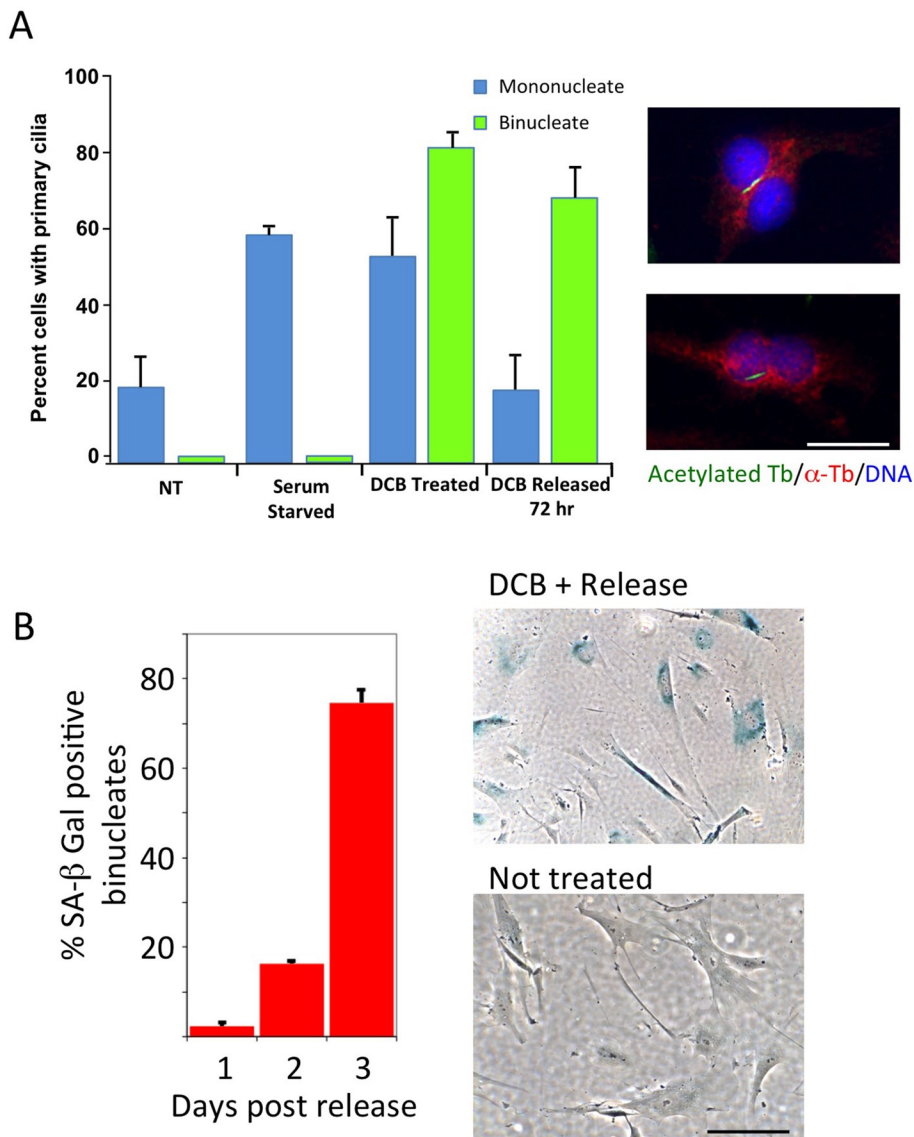 A
100
80
60
40
20
0
Percent cells with primary cilia
Mononucleate
Binucleate
NT
Serum
Starved
DCB Treated
DCB Released
72 hr
Acetylated Tb/α-Tb/DNA
B
80
60
40
20
% SA-β Gal positive
binucleates
1 2 3
Days post release
DCB + Release
Not treated